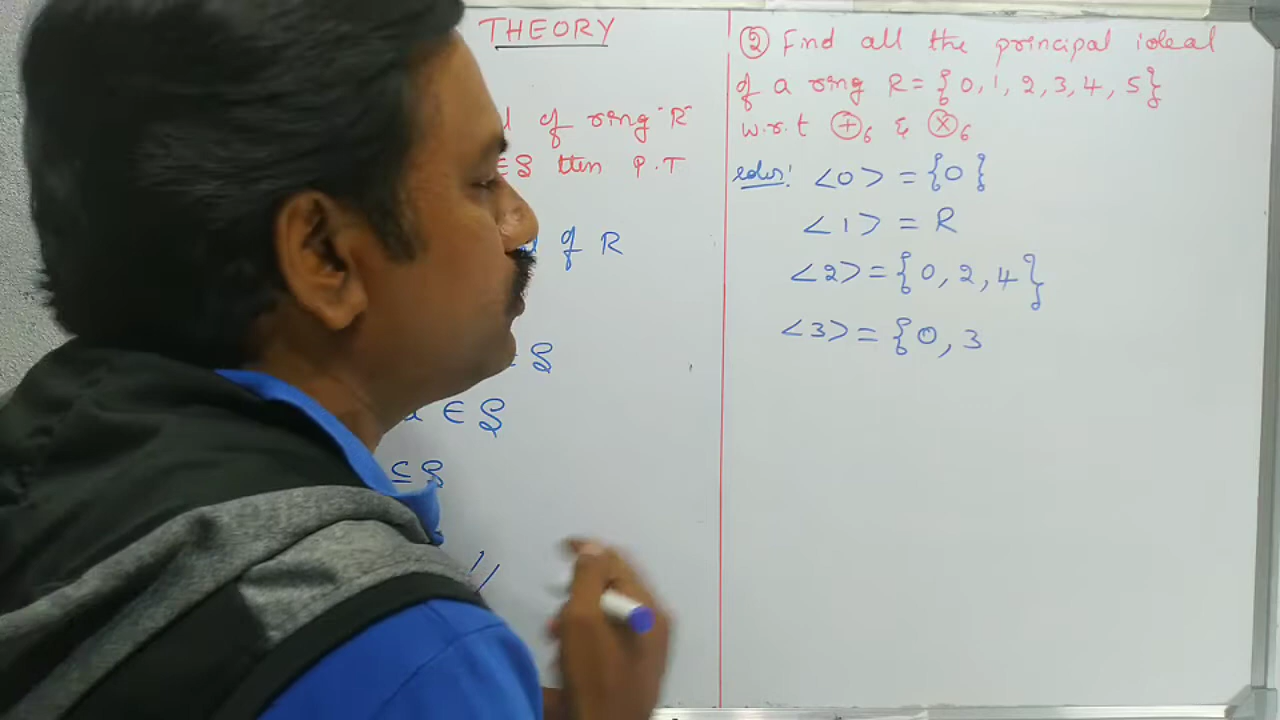 THEORY
of ring R
∈S then P.T
of R
∈ S
∈ S
⊆ S
//
② Find all the principal ideal
of a ring R = {0, 1, 2, 3, 4, 5}
w.r.t ⊕₆ & ⊗₆
soln: <0> = {0}
<1> = R
<2> = {0, 2, 4}
<3> = {0, 3